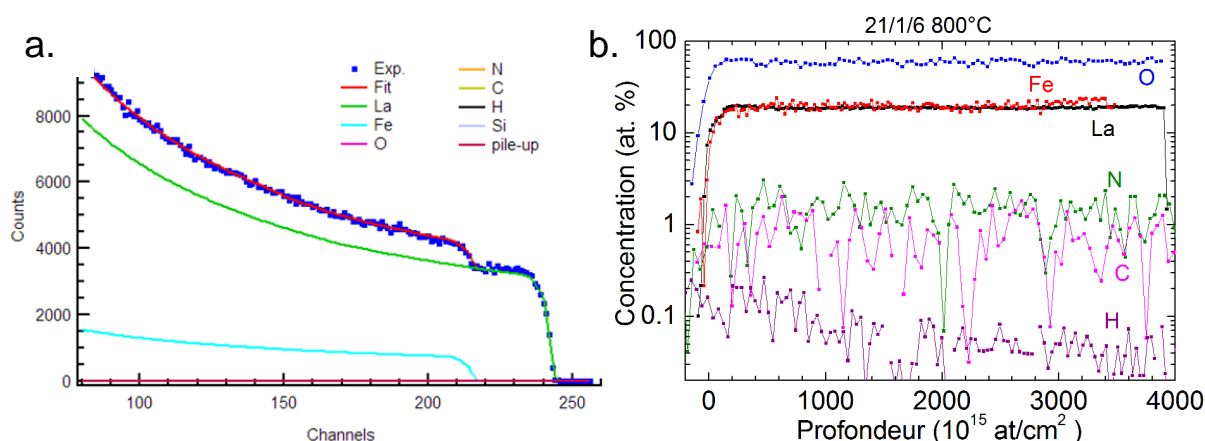 a.
Exp.
Fit
La
Fe
O
N
C
H
Si
pile-up
8000
6000
4000
2000
0
Counts
100
150
200
250
Channels
b.
21/1/6 800°C
100
10
1
0.1
Concentration (at. %)
O
Fe
La
N
C
H
0
1000
2000
3000
4000
Profondeur (10¹⁵ at/cm² )